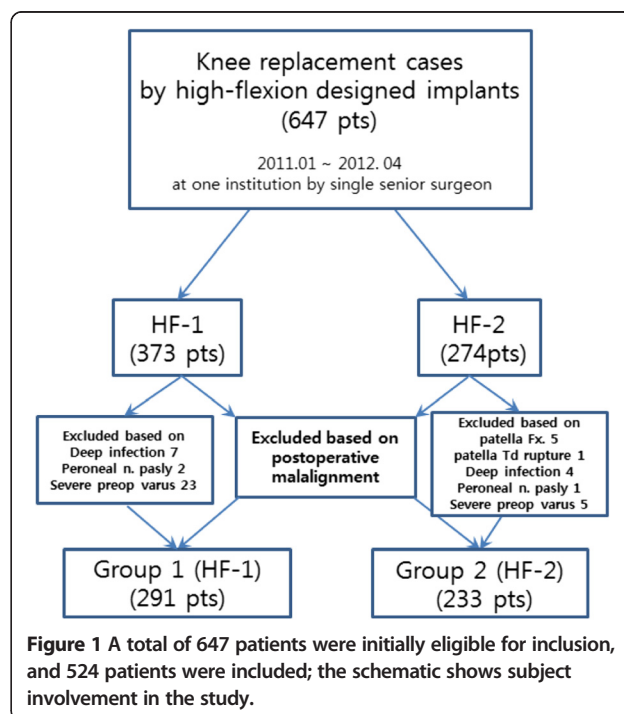 Knee replacement cases
by high-flexion designed implants
(647 pts)
2011.01 ~ 2012. 04
at one institution by single senior surgeon
HF-1
(373 pts)
HF-2
(274pts)
Excluded based on
Deep infection 7
Peroneal n. pasly 2
Severe preop varus 23
Excluded based on
postoperative
malalignment
Excluded based on
patella Fx. 5
patella Td rupture 1
Deep infection 4
Peroneal n. pasly 1
Severe preop varus 5
Group 1 (HF-1)
(291 pts)
Group 2 (HF-2)
(233 pts)
Figure 1 A total of 647 patients were initially eligible for inclusion,
and 524 patients were included; the schematic shows subject
involvement in the study.